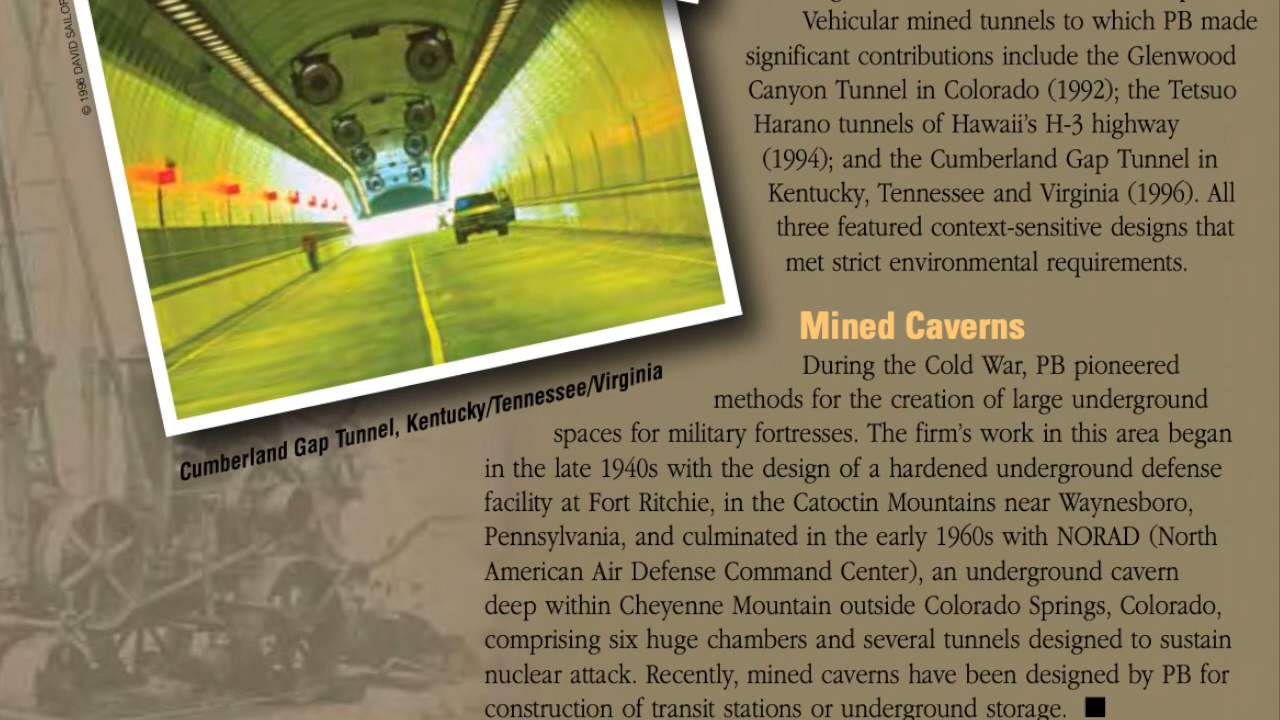 © 1996 DAVID SAILOR
Vehicular mined tunnels to which PB made
significant contributions include the Glenwood
Canyon Tunnel in Colorado (1992); the Tetsuo
Harano tunnels of Hawaii’s H-3 highway
(1994); and the Cumberland Gap Tunnel in
Kentucky, Tennessee and Virginia (1996). All
three featured context-sensitive designs that
met strict environmental requirements.
Cumberland Gap Tunnel, Kentucky/Tennessee/Virginia
Mined Caverns
During the Cold War, PB pioneered
methods for the creation of large underground
spaces for military fortresses. The firm’s work in this area began
in the late 1940s with the design of a hardened underground defense
facility at Fort Ritchie, in the Catoctin Mountains near Waynesboro,
Pennsylvania, and culminated in the early 1960s with NORAD (North
American Air Defense Command Center), an underground cavern
deep within Cheyenne Mountain outside Colorado Springs, Colorado,
comprising six huge chambers and several tunnels designed to sustain
nuclear attack. Recently, mined caverns have been designed by PB for
construction of transit stations or underground storage.